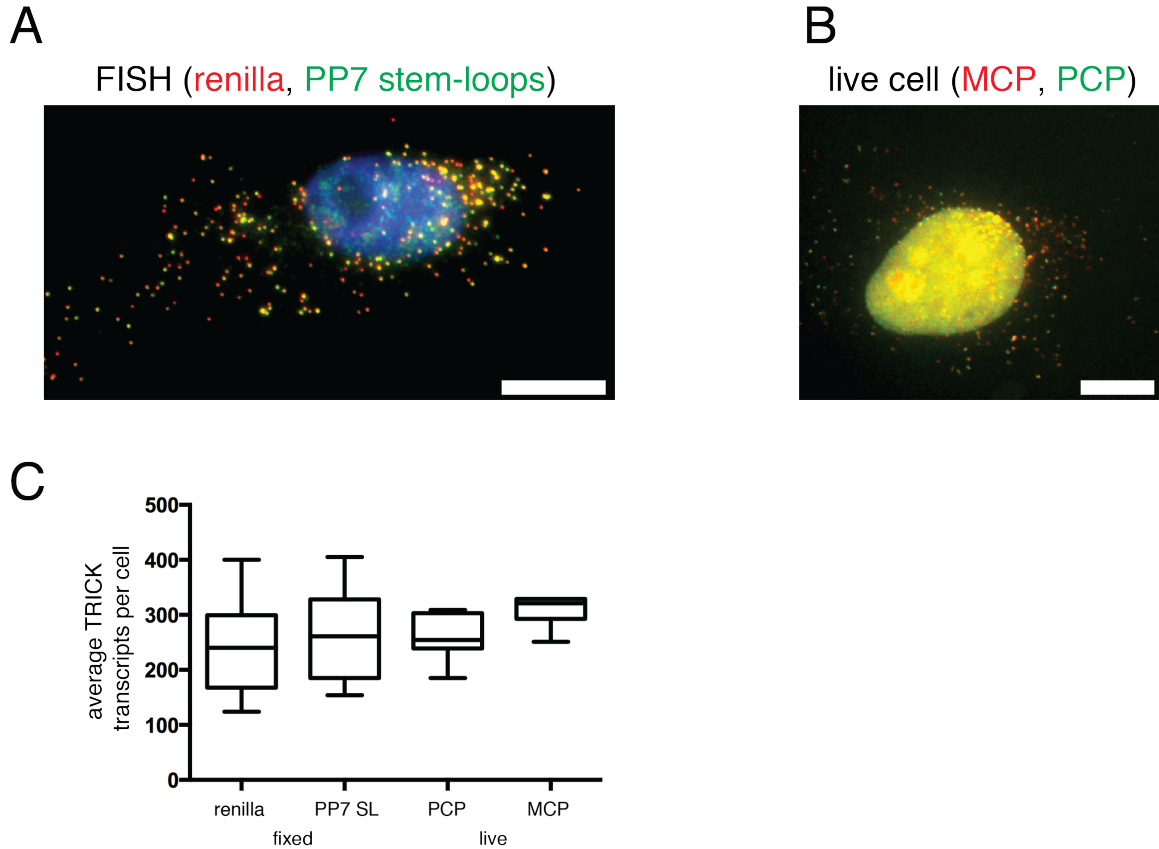 A
FISH (renilla, PP7 stem-loops)
B
live cell (MCP, PCP)
C
average TRICK
transcripts per cell
500
400
300
200
100
0
renilla PP7 SL PCP MCP
fixed live